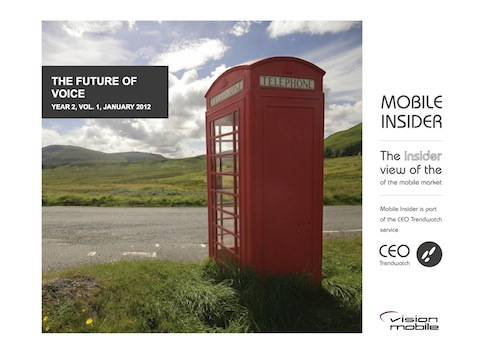 THE FUTURE OF
VOICE
YEAR 2, VOL. 1, JANUARY 2012
TELEPHONE
TELEPHONE
MOBILE
INSIDER
The insider
view of the
of the mobile market
Mobile Insider is part
of the CEO Trendwatch
service
CEO
Trendwatch
vision
mobile